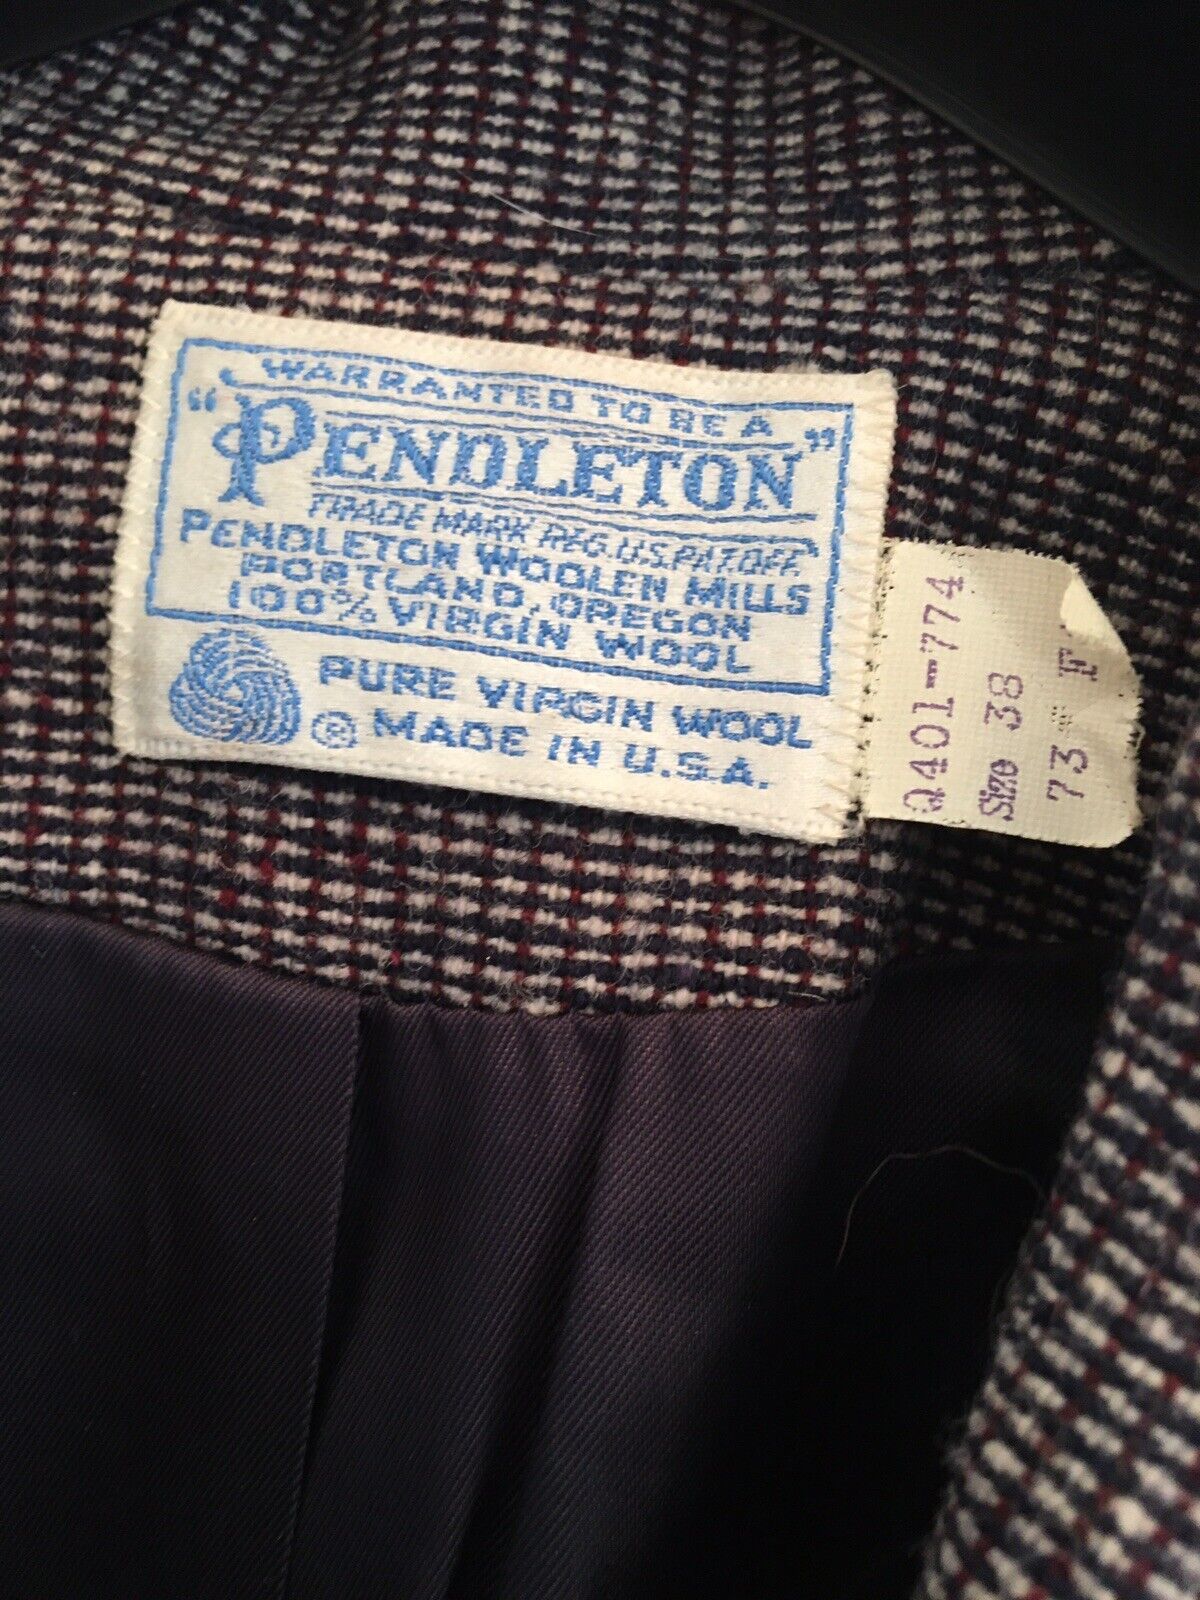 WARRANTED TO BE A
"PENDLETON"
TRADE MARK REG. U.S. PAT. OFF.
PENDLETON WOOLEN MILLS
PORTLAND, OREGON
100% VIRGIN WOOL
PURE VIRGIN WOOL
® MADE IN U.S.A.
Q401-774
Size 38
73 F